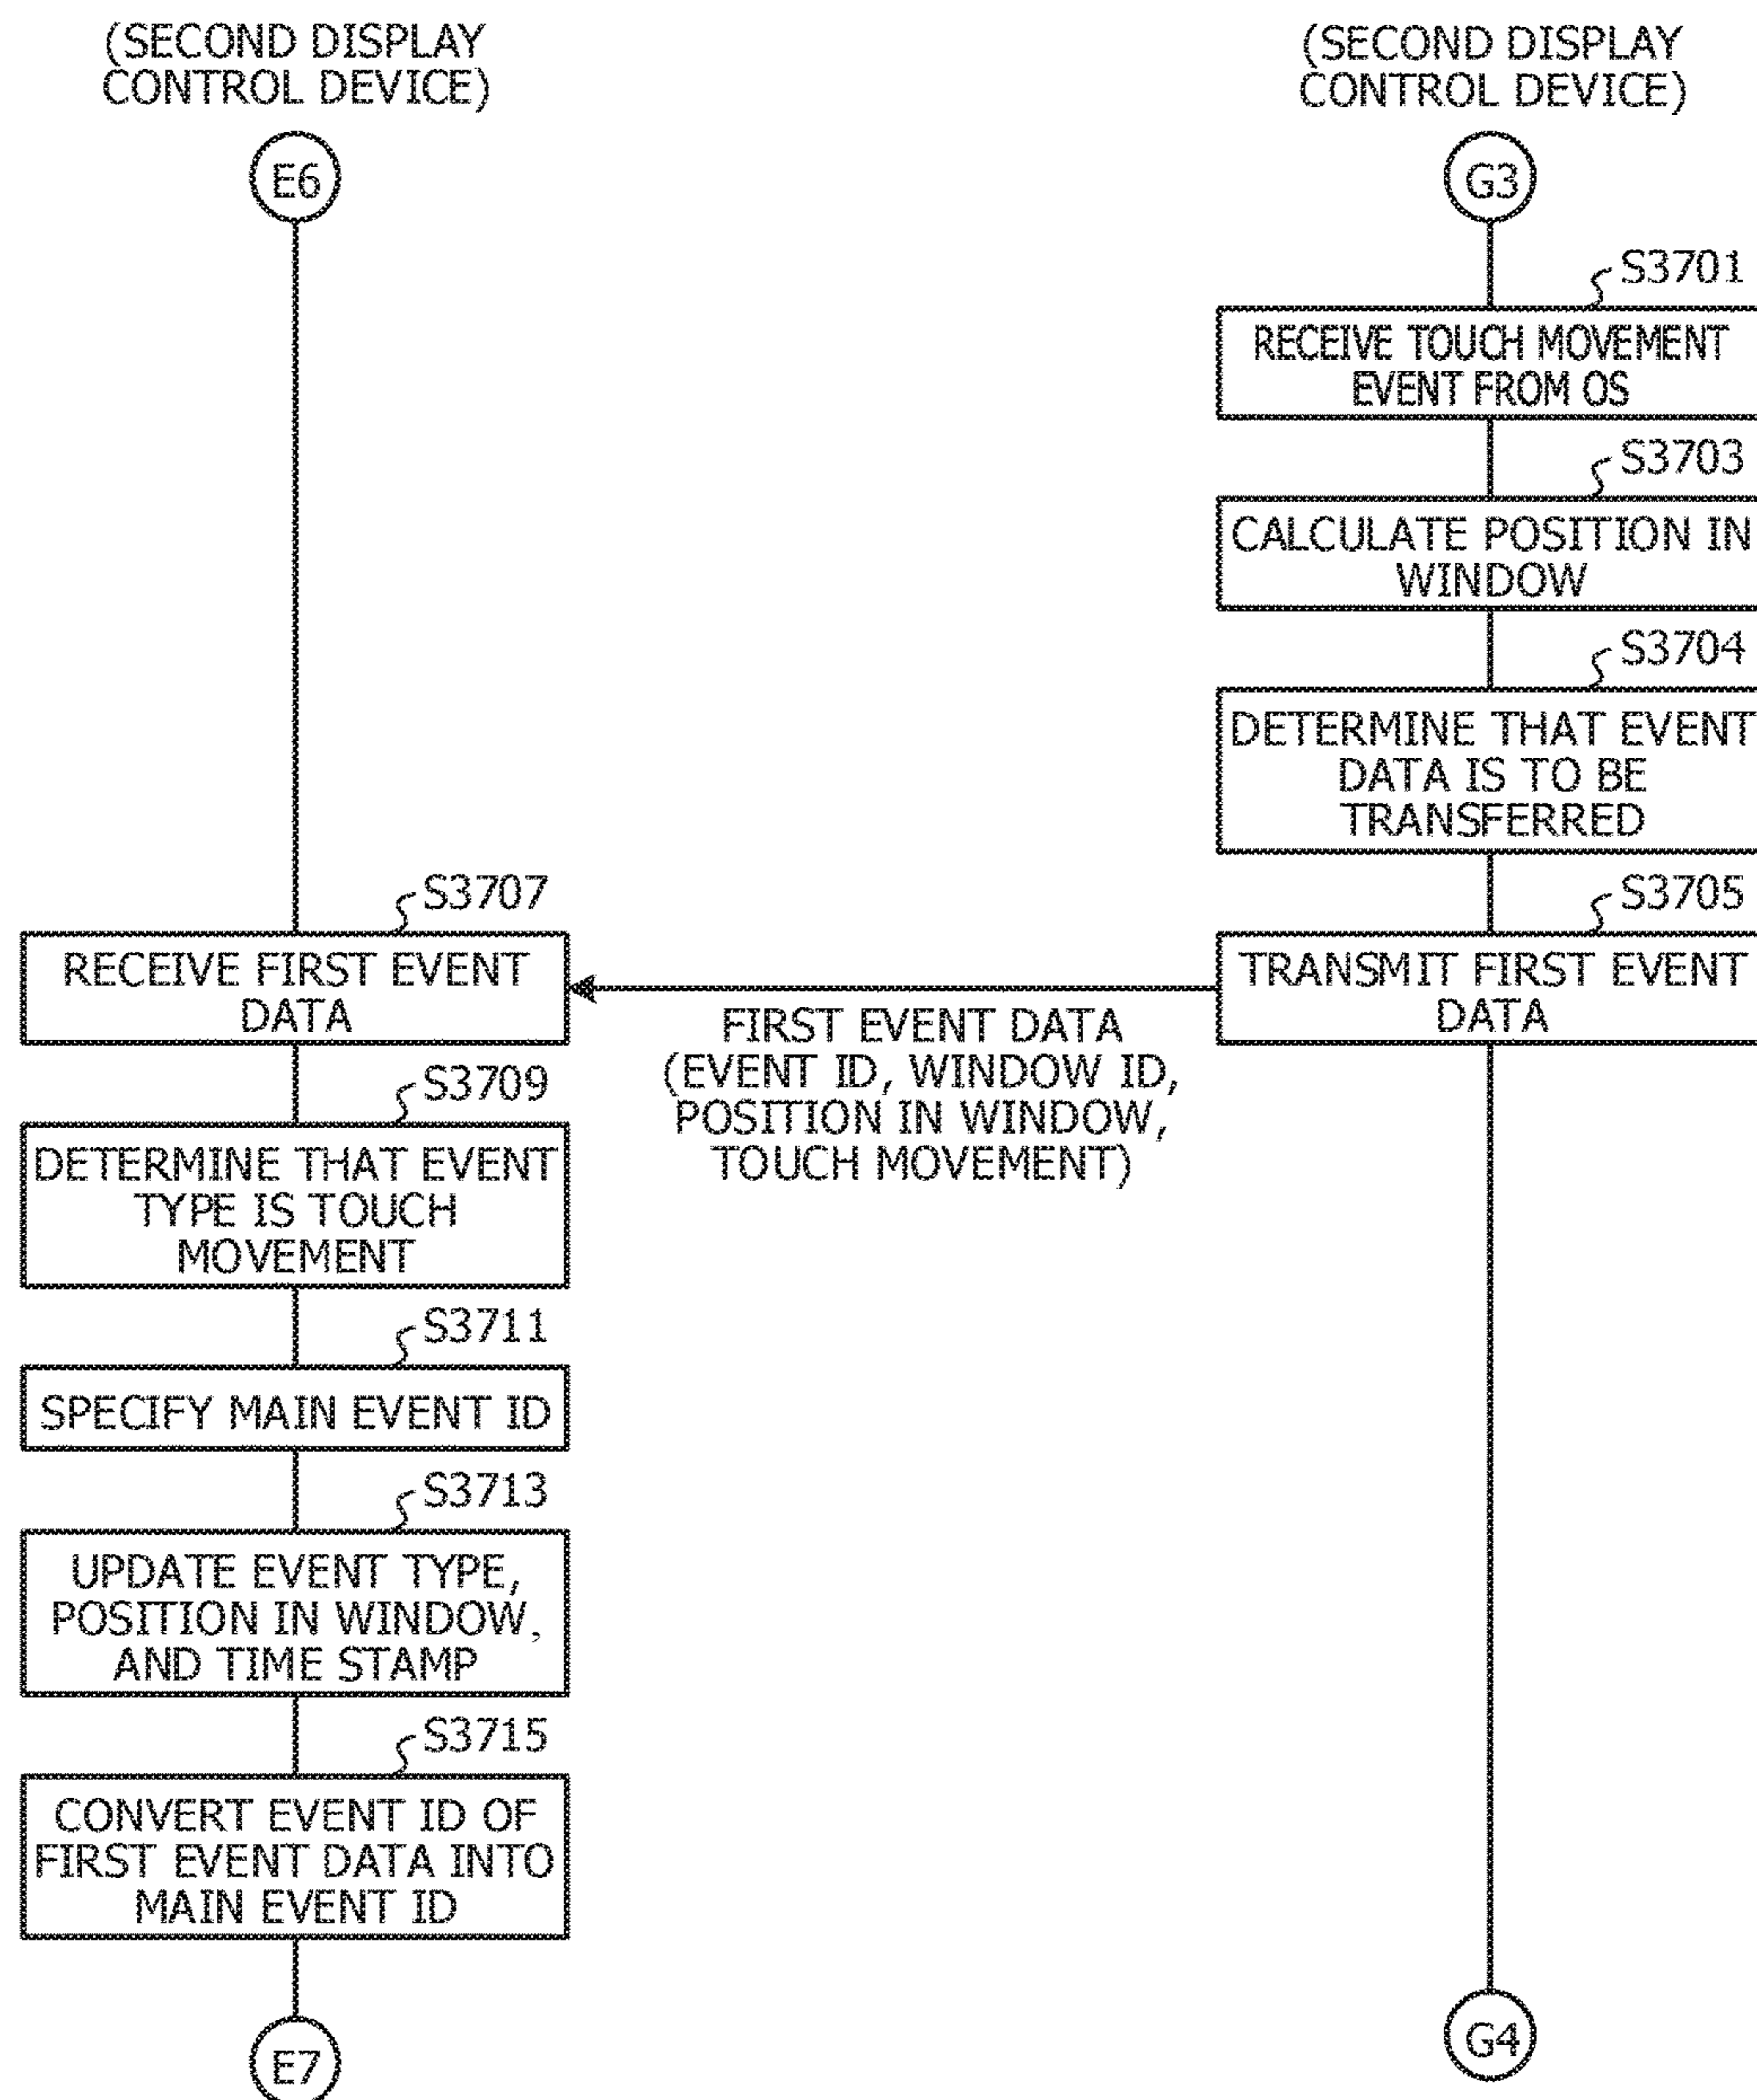 (SECOND DISPLAY
CONTROL DEVICE)
E6
(SECOND DISPLAY
CONTROL DEVICE)
G3
S3701
RECEIVE TOUCH MOVEMENT
EVENT FROM OS
S3703
CALCULATE POSITION IN
WINDOW
S3704
DETERMINE THAT EVENT
DATA IS TO BE
TRANSFERRED
S3705
TRANSMIT FIRST EVENT
DATA
FIRST EVENT DATA
(EVENT ID, WINDOW ID,
POSITION IN WINDOW,
TOUCH MOVEMENT)
S3707
RECEIVE FIRST EVENT
DATA
S3709
DETERMINE THAT EVENT
TYPE IS TOUCH
MOVEMENT
S3711
SPECIFY MAIN EVENT ID
S3713
UPDATE EVENT TYPE,
POSITION IN WINDOW,
AND TIME STAMP
S3715
CONVERT EVENT ID OF
FIRST EVENT DATA INTO
MAIN EVENT ID
E7
G4